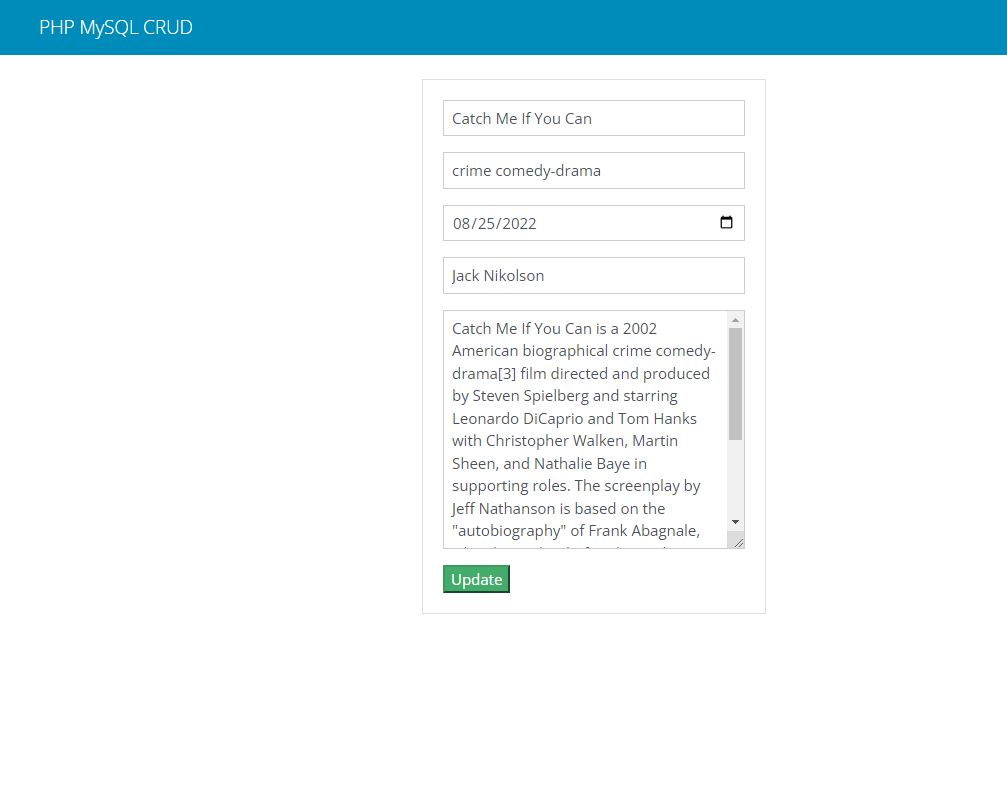 PHP MySQL CRUD
Catch Me If You Can
crime comedy-drama
08/25/2022
Jack Nikolson
Catch Me If You Can is a 2002
American biographical crime comedy-
drama[3] film directed and produced
by Steven Spielberg and starring
Leonardo DiCaprio and Tom Hanks
with Christopher Walken, Martin
Sheen, and Nathalie Baye in
supporting roles. The screenplay by
Jeff Nathanson is based on the
"autobiography" of Frank Abagnale,
Update